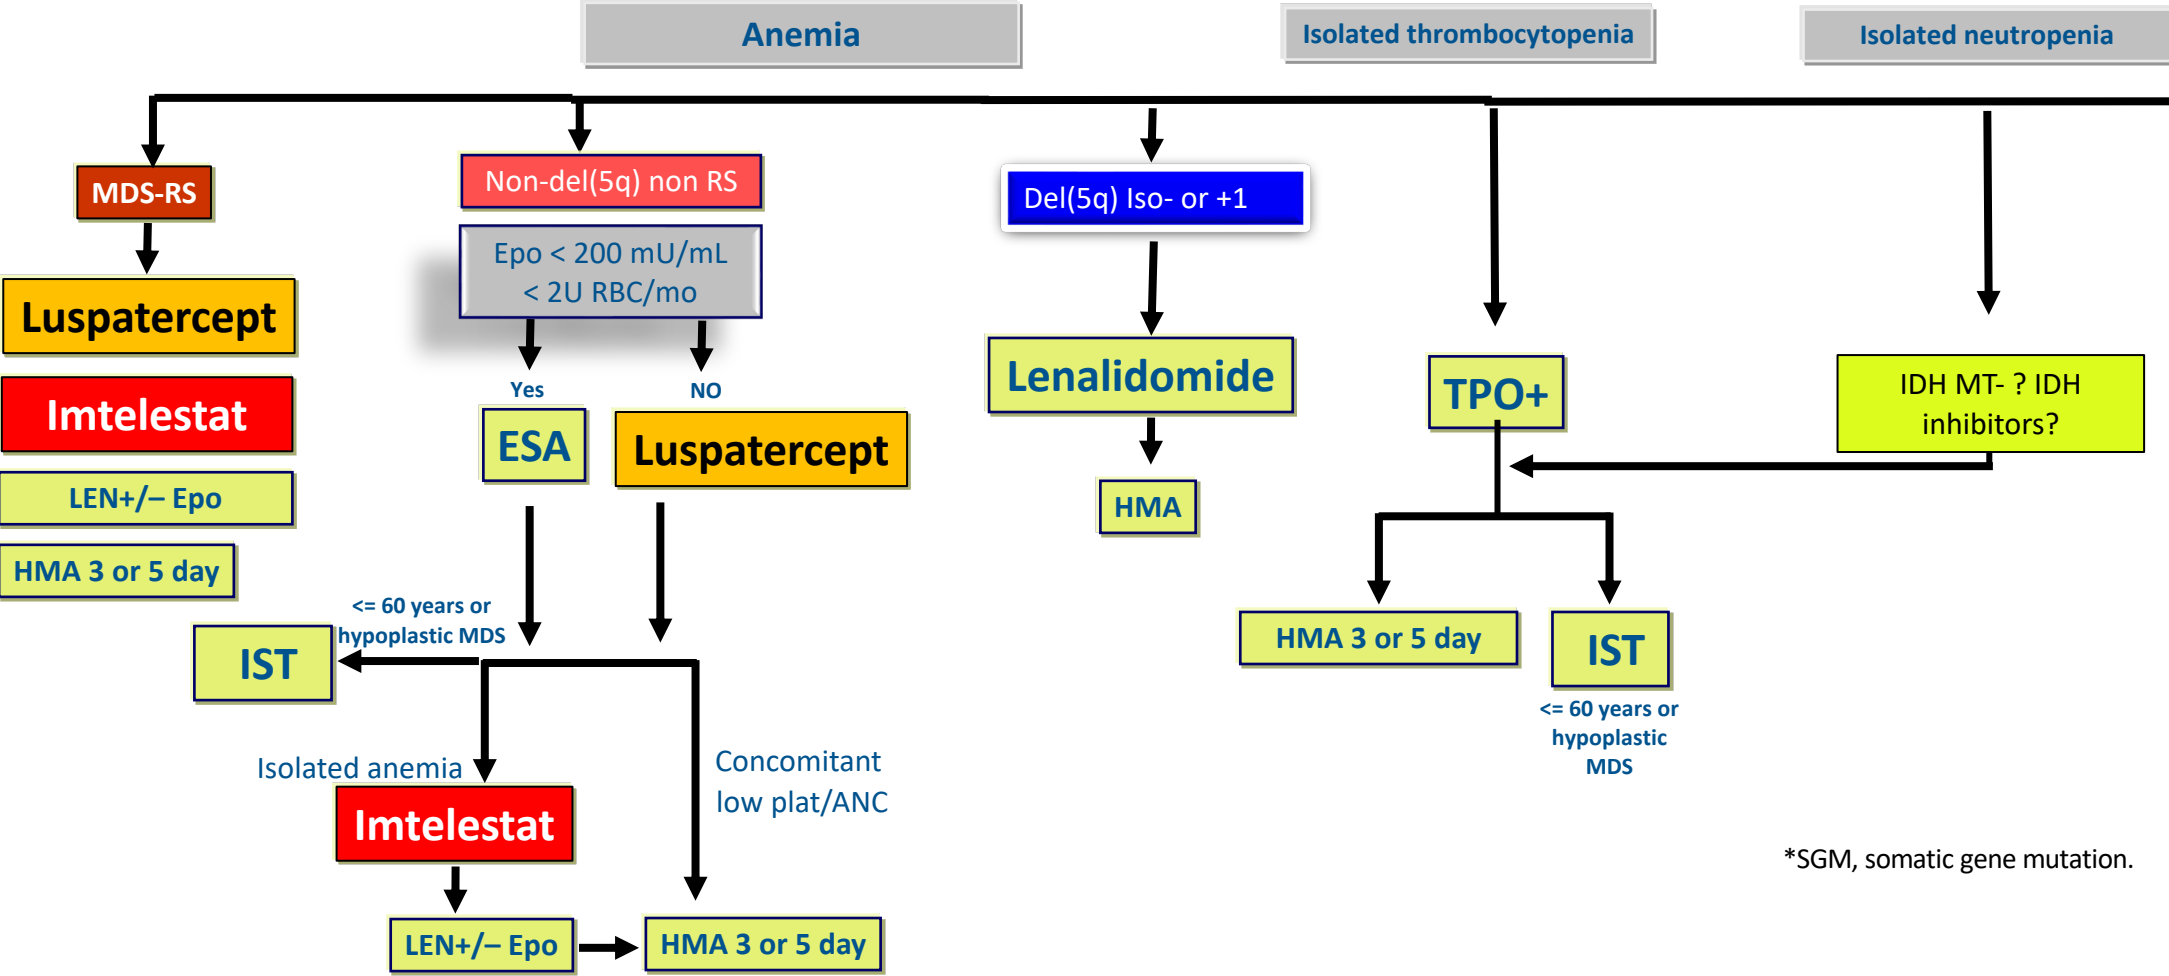 Anemia
Isolated thrombocytopenia
Isolated neutropenia
MDS-RS
Luspatercept
Imtelestat
LEN+/– Epo
HMA 3 or 5 day
Non-del(5q) non RS
Epo < 200 mU/mL
< 2U RBC/mo
Yes
NO
ESA
Luspatercept
<= 60 years or
hypoplastic MDS
IST
Isolated anemia
Concomitant
low plat/ANC
Imtelestat
LEN+/– Epo
HMA 3 or 5 day
Del(5q) Iso- or +1
Lenalidomide
HMA
TPO+
IDH MT- ? IDH
inhibitors?
HMA 3 or 5 day
IST
<= 60 years or
hypoplastic
MDS
*SGM, somatic gene mutation.